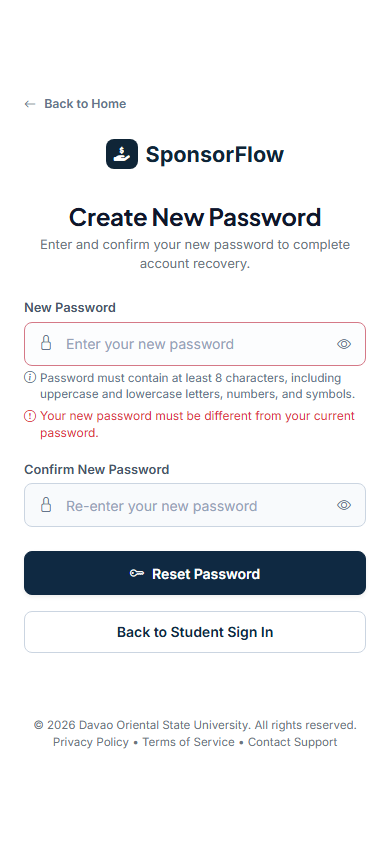 Back to Home
SponsorFlow
Create New Password
Enter and confirm your new password to complete
account recovery.
New Password
Enter your new password
Password must contain at least 8 characters, including
uppercase and lowercase letters, numbers, and symbols.
Your new password must be different from your current
password.
Confirm New Password
Re-enter your new password
Reset Password
Back to Student Sign In
© 2026 Davao Oriental State University. All rights reserved.
Privacy Policy • Terms of Service • Contact Support